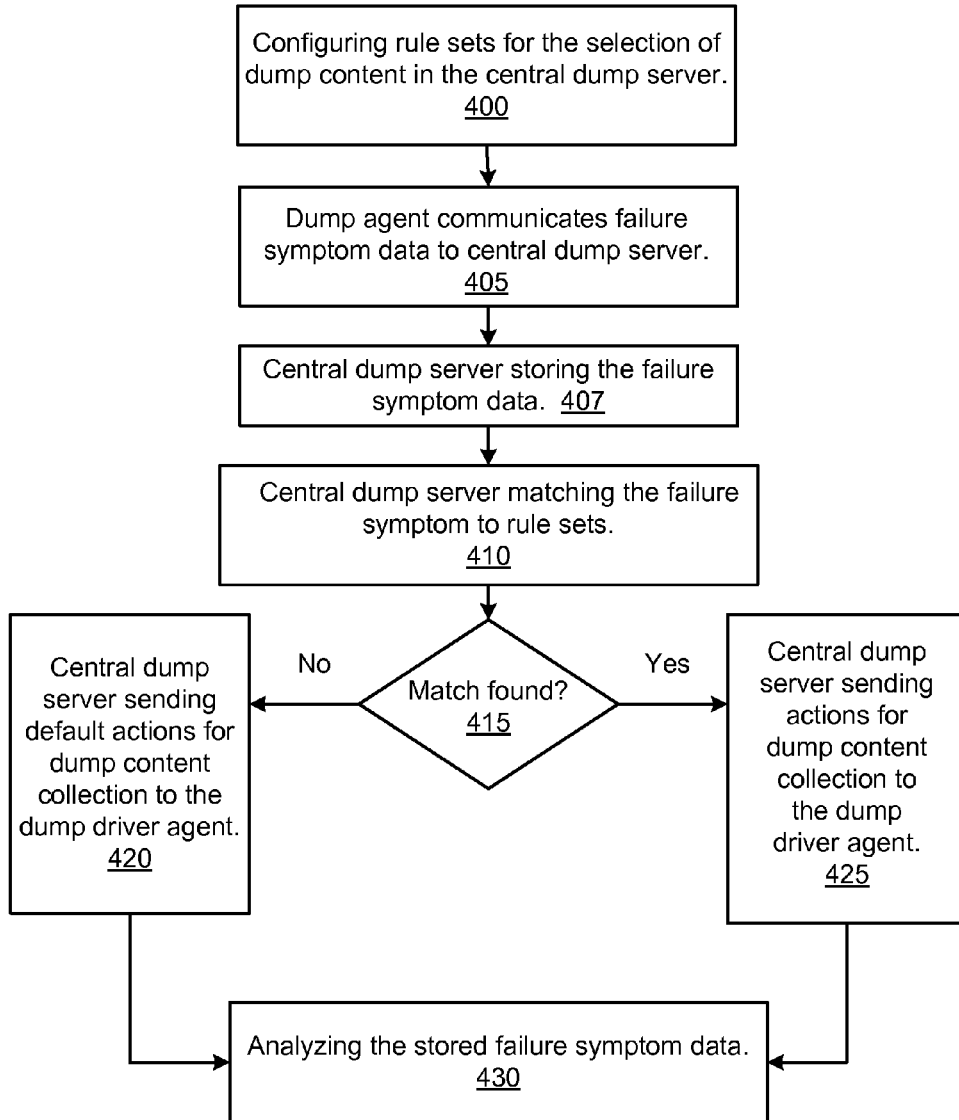 Configuring rule sets for the selection of
dump content in the central dump server.
400
Dump agent communicates failure
symptom data to central dump server.
405
Central dump server storing the failure
symptom data. 407
Central dump server matching the failure
symptom to rule sets.
410
No
Match found?
415
Yes
Central dump
server sending
default actions for
dump content
collection to the
dump driver agent.
420
Central dump
server sending
actions for
dump content
collection to
the dump
driver agent.
425
Analyzing the stored failure symptom data.
430